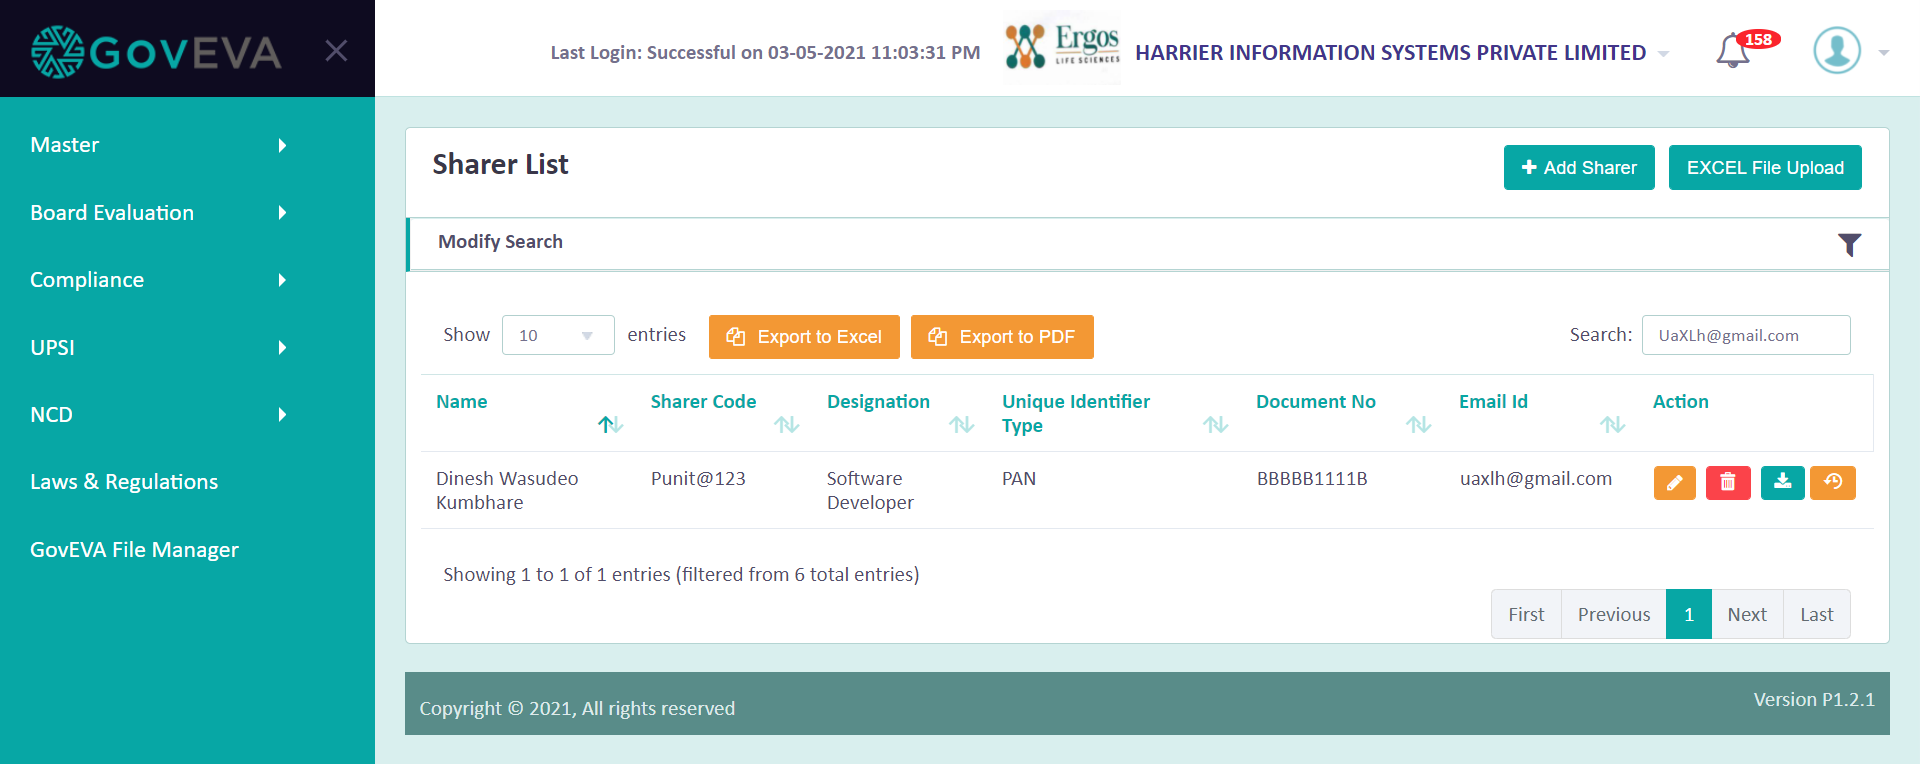 GOVEVA
Last Login: Successful on 03-05-2021 11:03:31 PM
Ergos
LIFE SCIENCES
HARRIER INFORMATION SYSTEMS PRIVATE LIMITED
158
Master
Board Evaluation
Compliance
UPSI
NCD
Laws & Regulations
GovEVA File Manager
Sharer List
Add Sharer
EXCEL File Upload
Modify Search
Show 10 entries
Export to Excel
Export to PDF
Search: UaXLh@gmail.com
Name Sharer Code Designation Unique Identifier Document No Email Id Action
Type
Dinesh Wasudeo Punit@123 Software PAN BBBBB1111B uaxlh@gmail.com
Kumbhare Developer
Showing 1 to 1 of 1 entries (filtered from 6 total entries)
First Previous 1 Next Last
Copyright © 2021, All rights reserved
Version P1.2.1